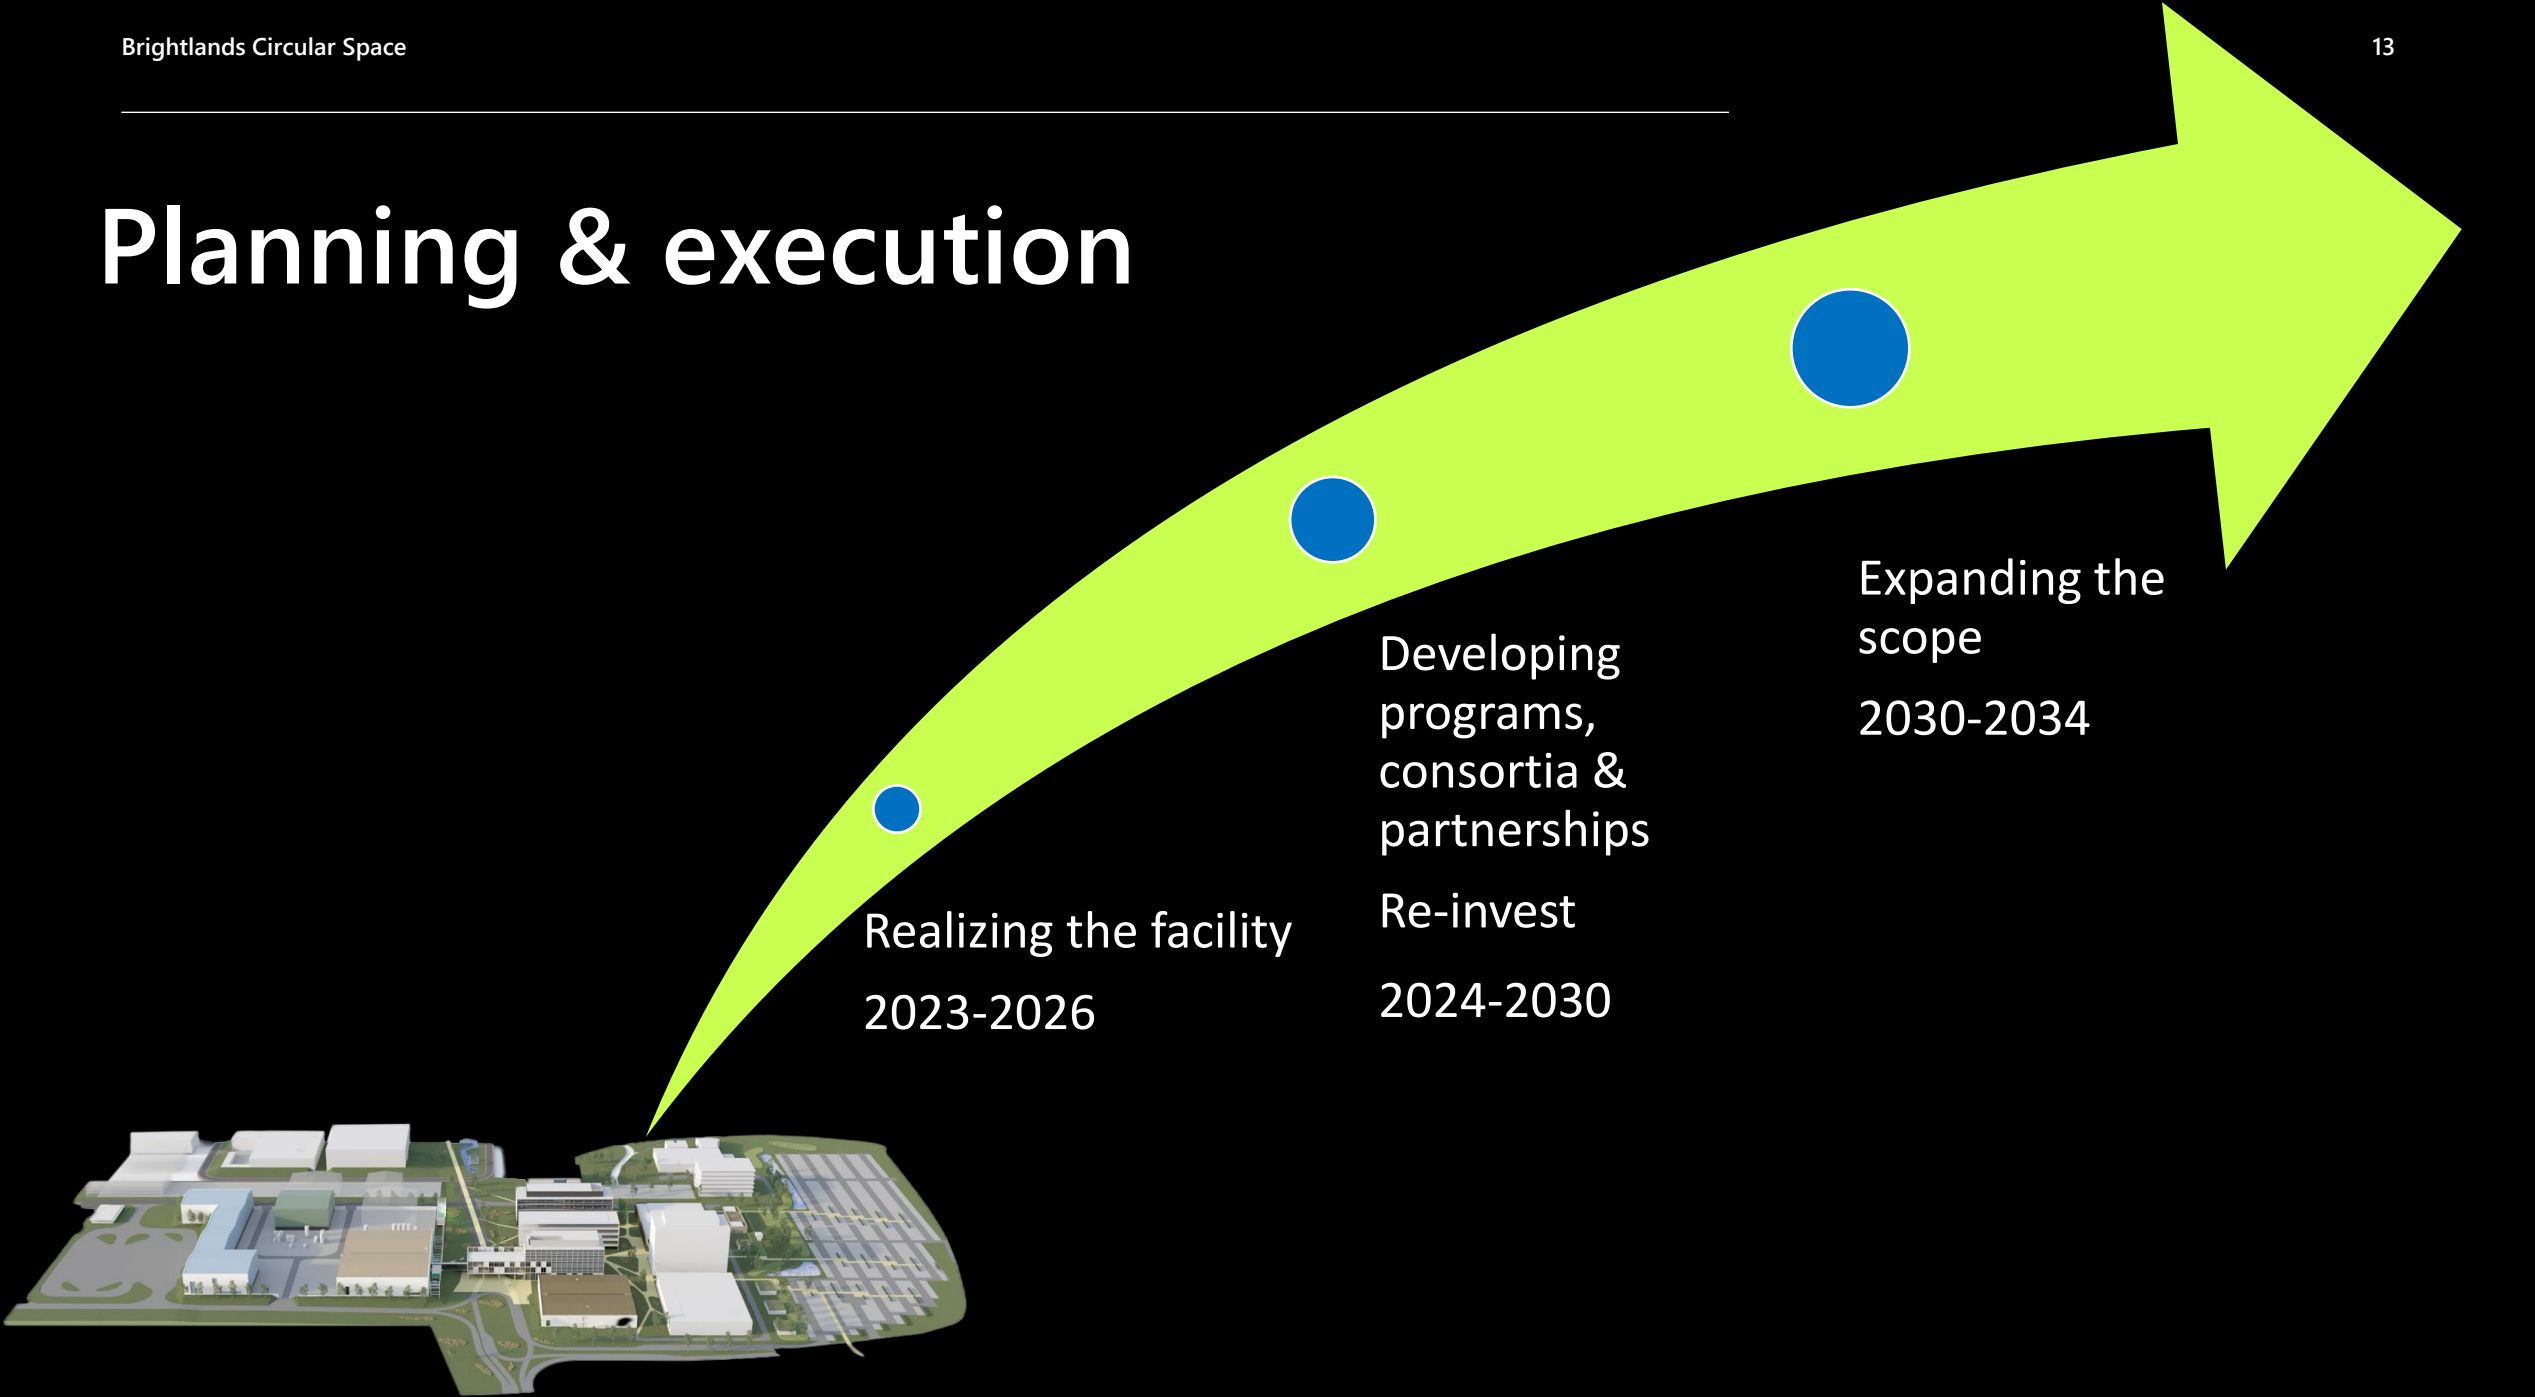 Brightlands Circular Space
13
Planning & execution
Realizing the facility
2023-2026
Developing
programs,
consortia &
partnerships
Re-invest
2024-2030
Expanding the
scope
2030-2034